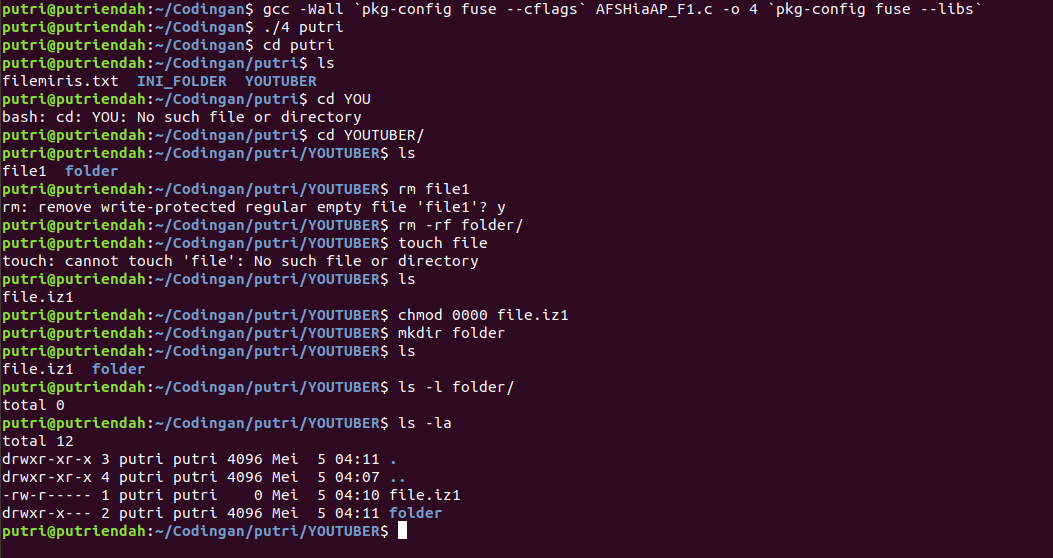 putri@putriendah:~/Codingan$ gcc -Wall `pkg-config fuse --cflags` AFSHiaAP_F1.c -o 4 `pkg-config fuse --libs`
putri@putriendah:~/Codingan$ ./4 putri
putri@putriendah:~/Codingan$ cd putri
putri@putriendah:~/Codingan/putri$ ls
filemiris.txt  INI_FOLDER  YOUTUBER
putri@putriendah:~/Codingan/putri$ cd YOU
bash: cd: YOU: No such file or directory
putri@putriendah:~/Codingan/putri$ cd YOUTUBER/
putri@putriendah:~/Codingan/putri/YOUTUBER$ ls
file1  folder
putri@putriendah:~/Codingan/putri/YOUTUBER$ rm file1
rm: remove write-protected regular empty file 'file1'? y
putri@putriendah:~/Codingan/putri/YOUTUBER$ rm -rf folder/
putri@putriendah:~/Codingan/putri/YOUTUBER$ touch file
touch: cannot touch 'file': No such file or directory
putri@putriendah:~/Codingan/putri/YOUTUBER$ ls
file.iz1
putri@putriendah:~/Codingan/putri/YOUTUBER$ chmod 0000 file.iz1
putri@putriendah:~/Codingan/putri/YOUTUBER$ mkdir folder
putri@putriendah:~/Codingan/putri/YOUTUBER$ ls
file.iz1  folder
putri@putriendah:~/Codingan/putri/YOUTUBER$ ls -l folder/
total 0
putri@putriendah:~/Codingan/putri/YOUTUBER$ ls -la
total 12
drwxr-xr-x 3 putri putri 4096 Mei  5 04:11 .
drwxr-xr-x 4 putri putri 4096 Mei  5 04:07 ..
-rw-r----- 1 putri putri    0 Mei  5 04:10 file.iz1
drwxr-x--- 2 putri putri 4096 Mei  5 04:11 folder
putri@putriendah:~/Codingan/putri/YOUTUBER$